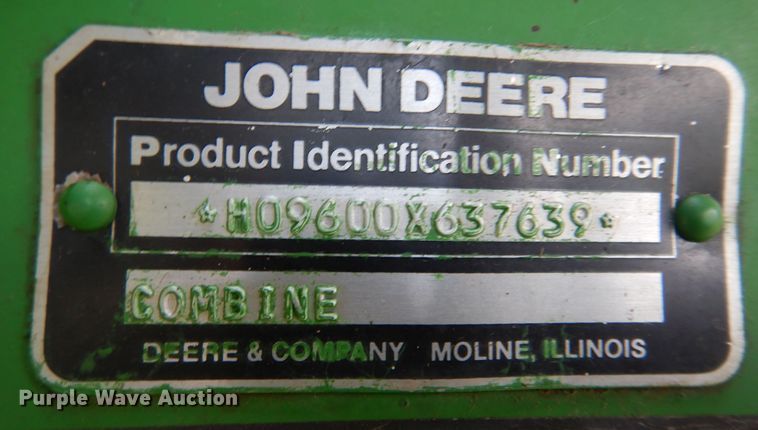 JOHN DEERE
Product Identification Number
*H09600X637639*
COMBINE
DEERE & COMPANY MOLINE, ILLINOIS
Purple Wave Auction